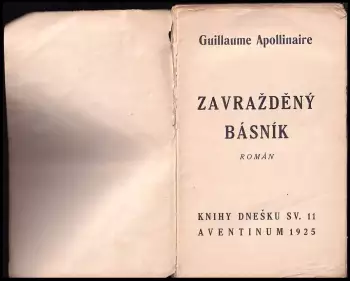 Guillaume Apollinaire
ZAVRAŽDĚNÝ
BÁSNÍK
ROMÁN
KNIHY DNEŠKU SV. 11
AVENTINUM 1925